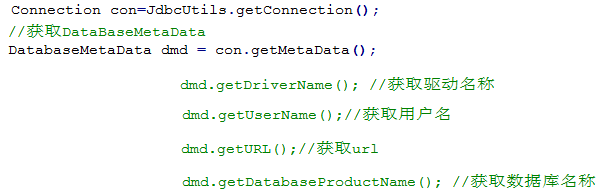 Connection con=JdbcUtils.getConnection();
//获取DataBaseMetaData
DatabaseMetaData dmd = con.getMetaData();
dmd.getDriverName(); //获取驱动名称
dmd.getUserName();//获取用户名
dmd.getURL();//获取url
dmd.getDatabaseProductName(); //获取数据库名称